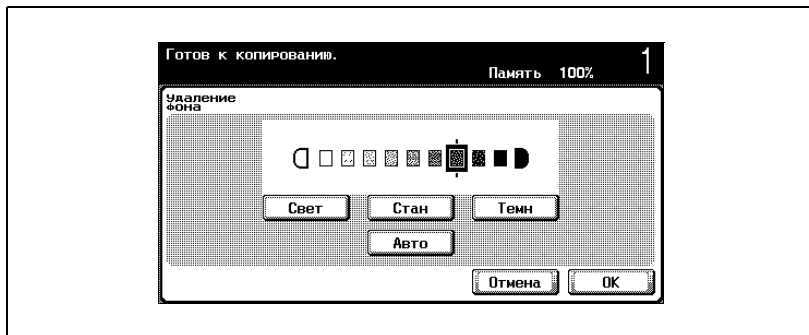 Готов к копированию.
Память 100% 1
Удаление
фона
Свет Стан Темн
Авто
Отмена OK